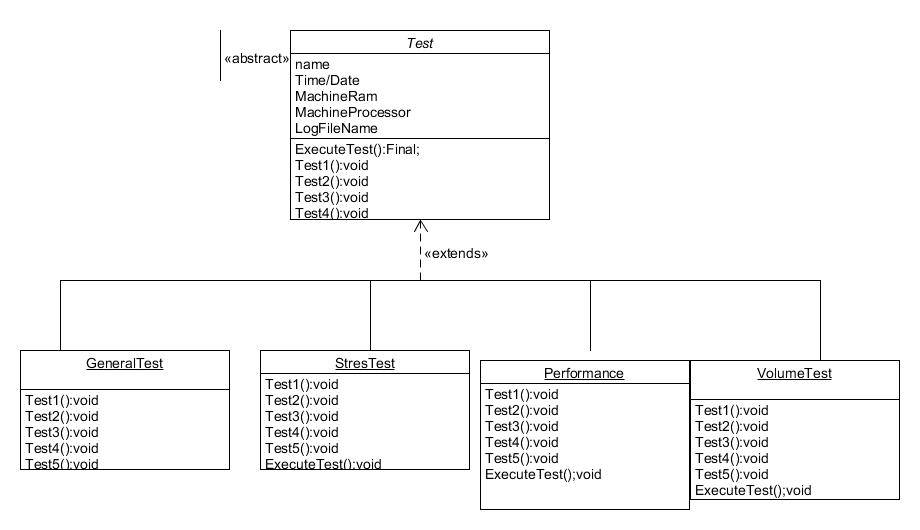 Test
«abstract»
name
Time/Date
MachineRam
MachineProcessor
LogFileName
ExecuteTest():Final;
Test1():void
Test2():void
Test3():void
Test4():void
«extends»
GeneralTest
Test1():void
Test2():void
Test3():void
Test4():void
Test5():void
StresTest
Test1():void
Test2():void
Test3():void
Test4():void
Test5():void
ExecuteTest():void
Performance
Test1():void
Test2():void
Test3():void
Test4():void
Test5():void
ExecuteTest();void
VolumeTest
Test1():void
Test2():void
Test3():void
Test4():void
Test5():void
ExecuteTest();void